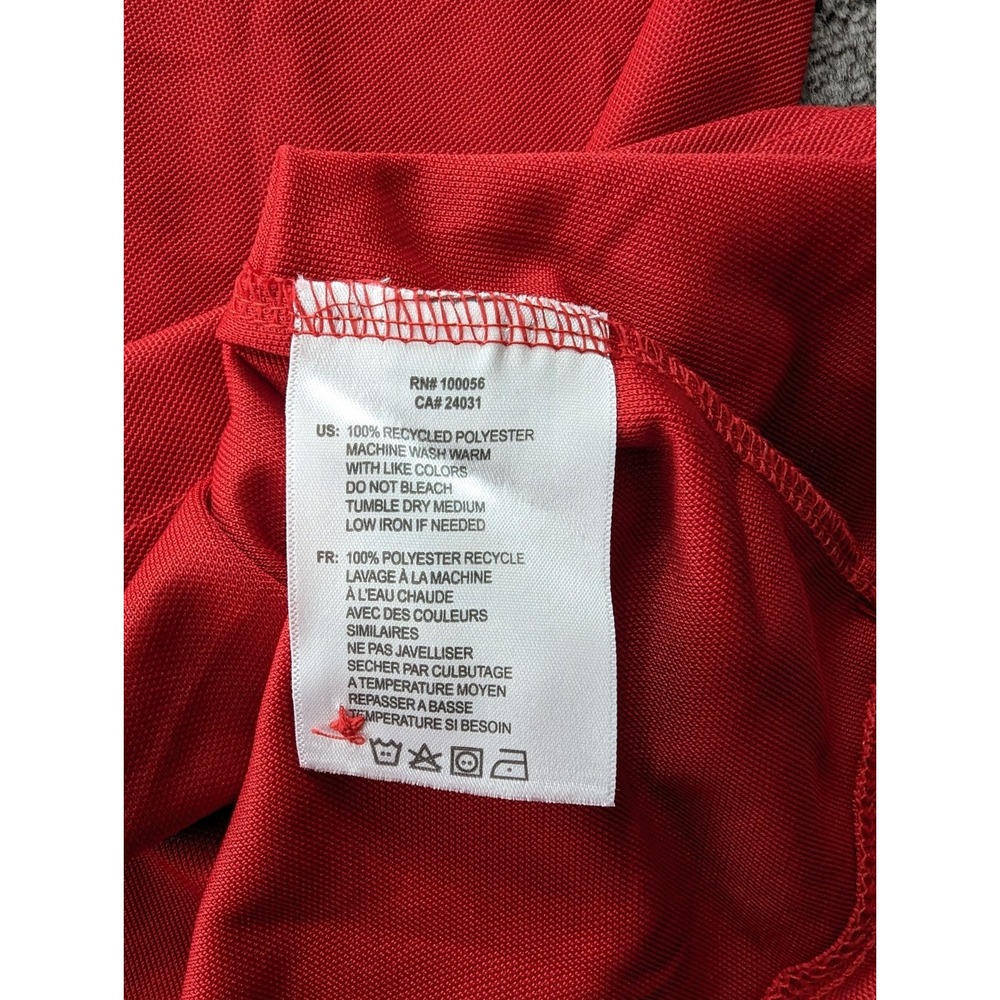 RN# 100056
CA# 24031
US: 100% RECYCLED POLYESTER
MACHINE WASH WARM
WITH LIKE COLORS
DO NOT BLEACH
TUMBLE DRY MEDIUM
LOW IRON IF NEEDED
FR: 100% POLYESTER RECYCLE
LAVAGE À LA MACHINE
À L'EAU CHAUDE
AVEC DES COULEURS
SIMILAIRES
NE PAS JAVELLISER
SECHER PAR CULBUTAGE
A TEMPERATURE MOYEN
REPASSER A BASSE
TEMPERATURE SI BESOIN